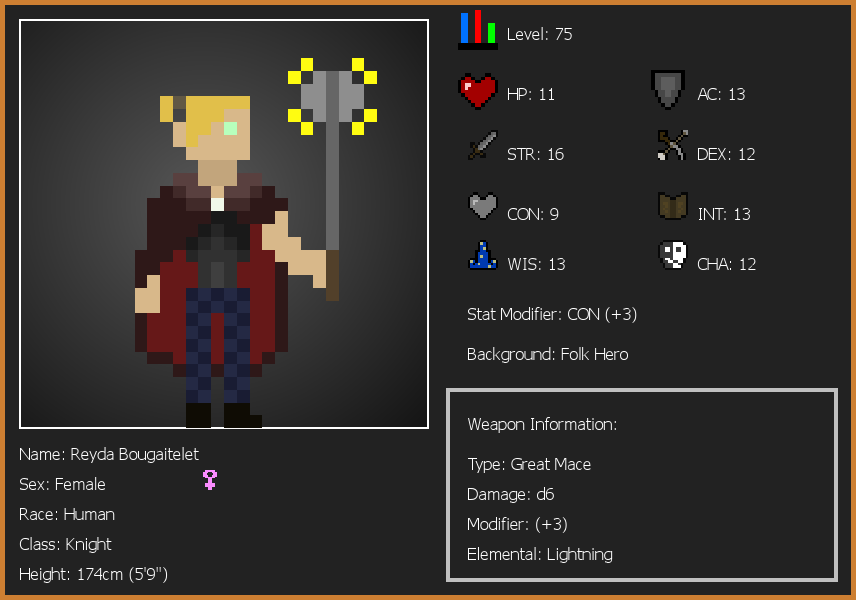 Level: 75
HP: 11
AC: 13
STR: 16
DEX: 12
CON: 9
INT: 13
WIS: 13
CHA: 12
Stat Modifier: CON (+3)
Background: Folk Hero
Name: Reyda Bougaitelet
Sex: Female
Race: Human
Class: Knight
Height: 174cm (5'9")
Weapon Information:
Type: Great Mace
Damage: d6
Modifier: (+3)
Elemental: Lightning